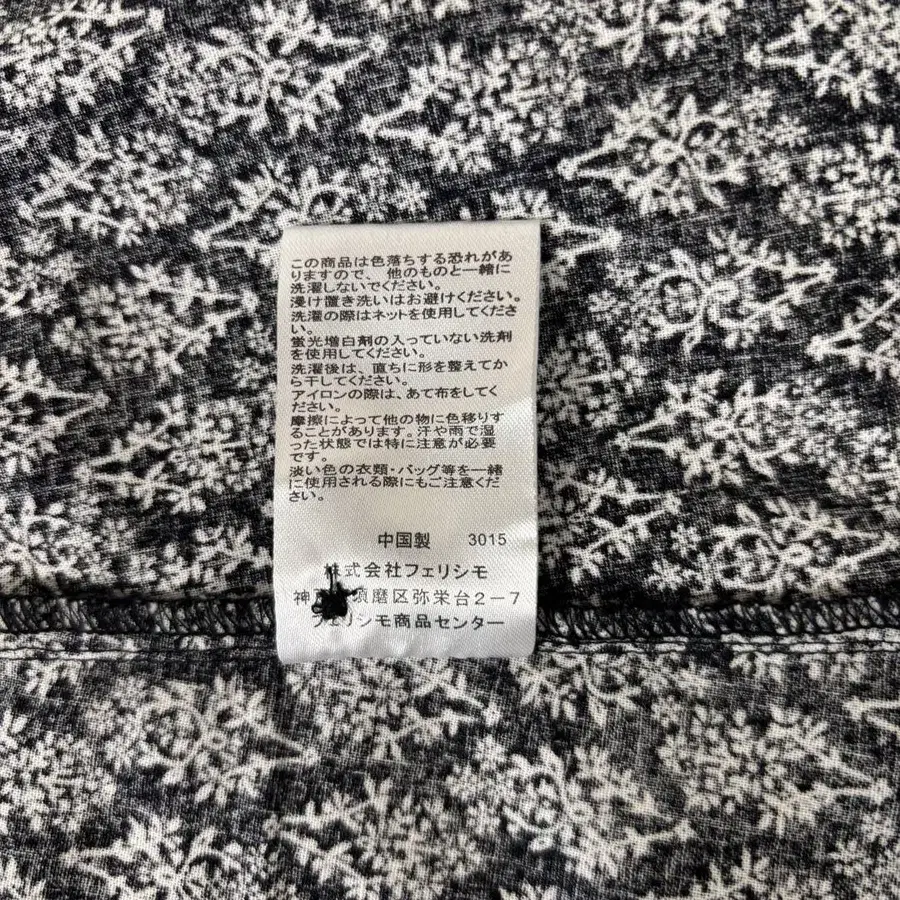 この商品は色落ちする恐れがあ
りますので、他のものと一緒に
洗濯しないでください。
浸け置き洗いはお避けください。
洗濯の際はネットを使用してくださ
い。
蛍光増白剤の入っていない洗剤
を使用してください。
洗濯後は、直ちに形を整えてか
ら干してください。
アイロンの際は、あて布をしてく
ださい。
摩擦によって他の物に色移りす
ることがあります。汗や雨で湿
った状態では特に注意が必要
です。
淡い色の衣類・バッグ等を一緒
に使用される際にもご注意くだ
さい。
中国製 3015
株式会社フェリシモ
神 須磨区弥栄台2-7
フェリシモ商品センター